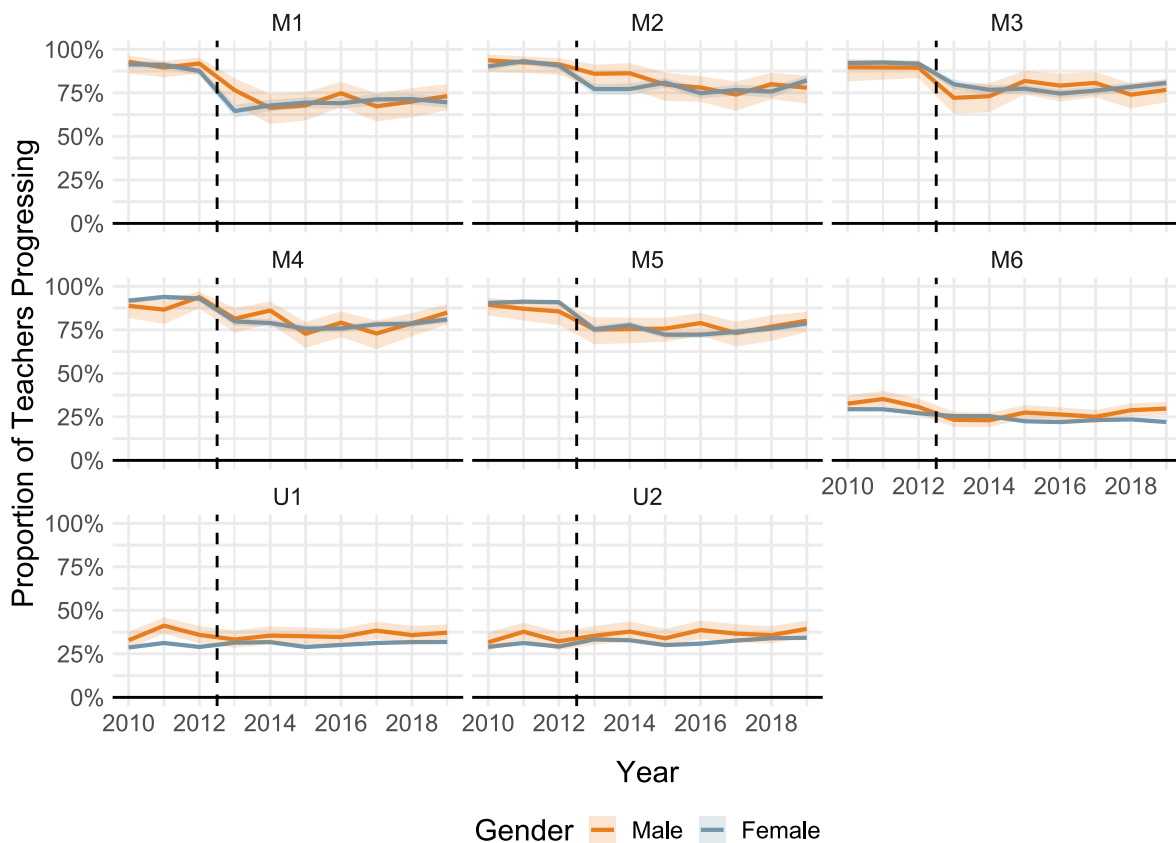 M1 M2 M3
100%
75%
50%
25%
0%
M4 M5 M6
100%
75%
50%
25%
0%
2010 2012 2014 2016 2018
U1 U2
100%
75%
50%
25%
0%
2010 2012 2014 2016 2018 2010 2012 2014 2016 2018
Proportion of Teachers Progressing
Year
Gender Male Female